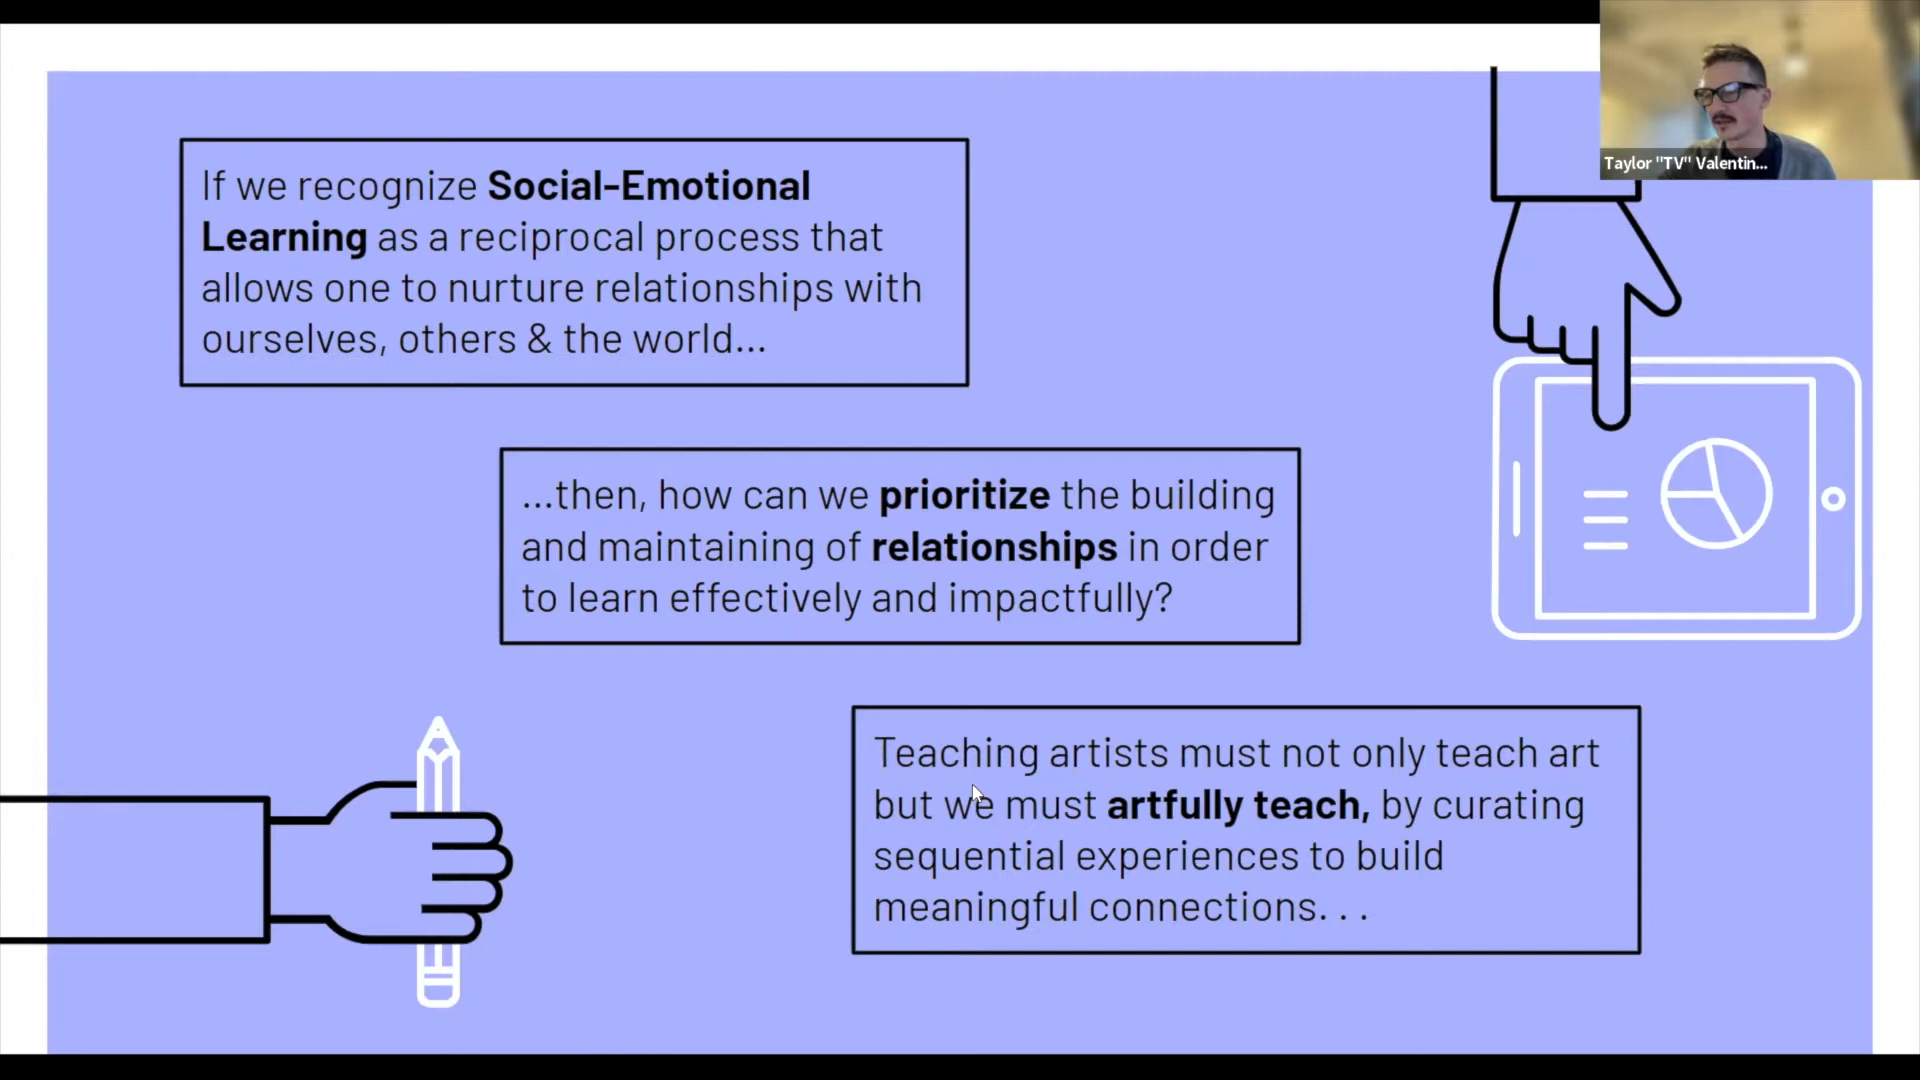 If we recognize Social-Emotional
Learning as a reciprocal process that
allows one to nurture relationships with
ourselves, others & the world...
...then, how can we prioritize the building
and maintaining of relationships in order
to learn effectively and impactfully?
Teaching artists must not only teach art
but we must artfully teach, by curating
sequential experiences to build
meaningful connections. . .
Taylor "TV" Valentin...